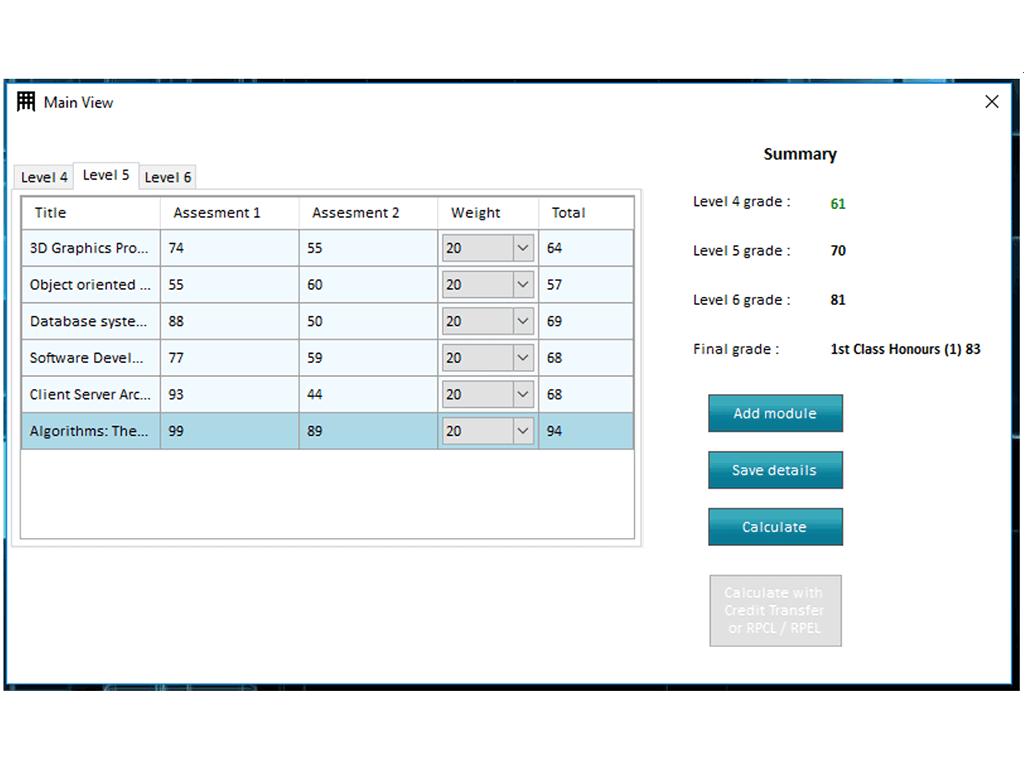 Main View
Summary
Level 4 Level 5 Level 6
Title Assesment 1 Assesment 2 Weight Total
3D Graphics Pro... 74 55 20 64
Object oriented ... 55 60 20 57
Database syste... 88 50 20 69
Software Devel... 77 59 20 68
Client Server Arc... 93 44 20 68
Algorithms: The... 99 89 20 94
Level 4 grade : 61
Level 5 grade : 70
Level 6 grade : 81
Final grade : 1st Class Honours (1) 83
Add module
Save details
Calculate
Calculate with
Credit Transfer
or RPCL / RPEL